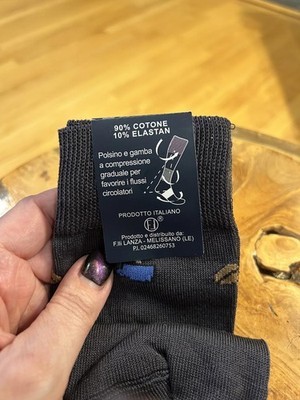 90% COTONE
10% ELASTAN
Polsino e gamba
a compressione
graduale per
favorire i flussi
circolatori
PRODOTTO ITALIANO
®
Prodotto e distribuito da:
F.lli LANZA - MELISSANO (LE)
P.I. 02468260753